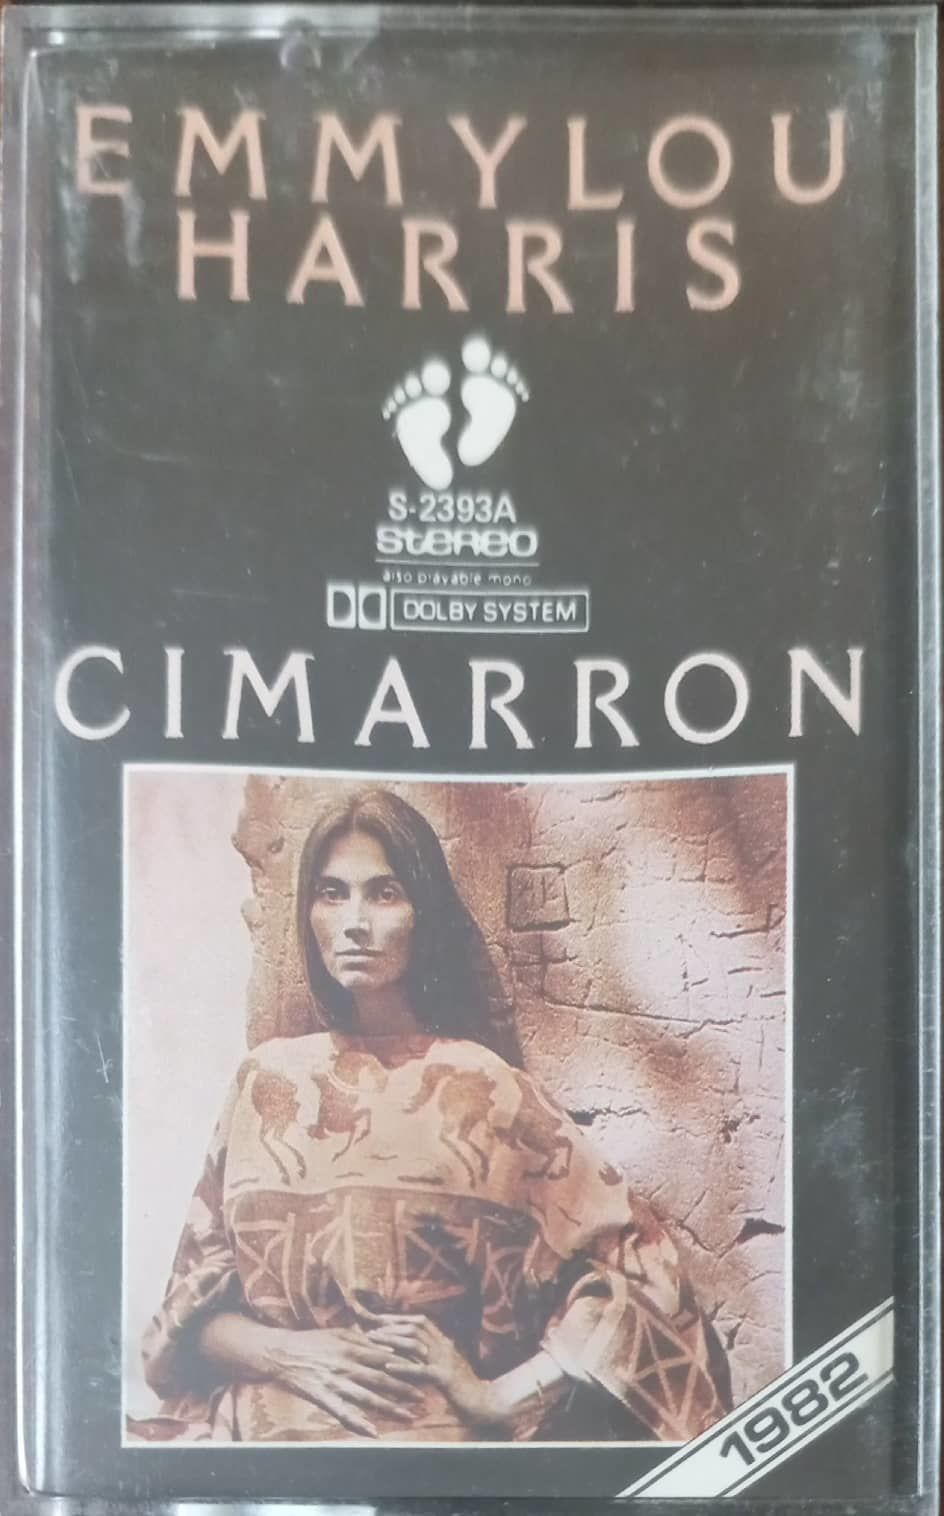 EMMYLOU
HARRIS
S-2393A
stereo
also playable mono
DOLBY SYSTEM
CIMARRON
1982